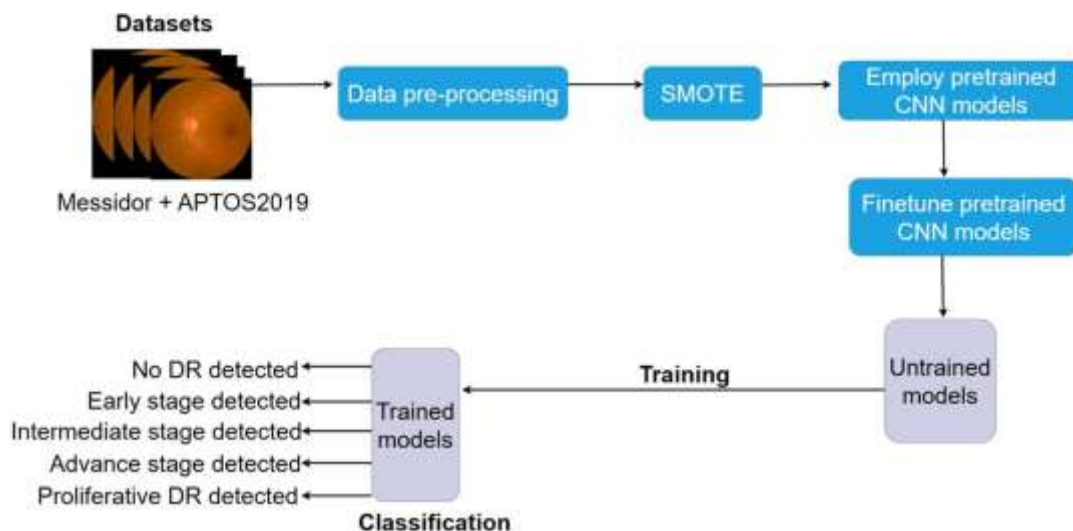 Datasets
Messidor + APTOS2019
Data pre-processing
SMOTE
Employ pretrained
CNN models
Finetune pretrained
CNN models
Untrained
models
Training
Trained
models
No DR detected
Early stage detected
Intermediate stage detected
Advance stage detected
Proliferative DR detected
Classification